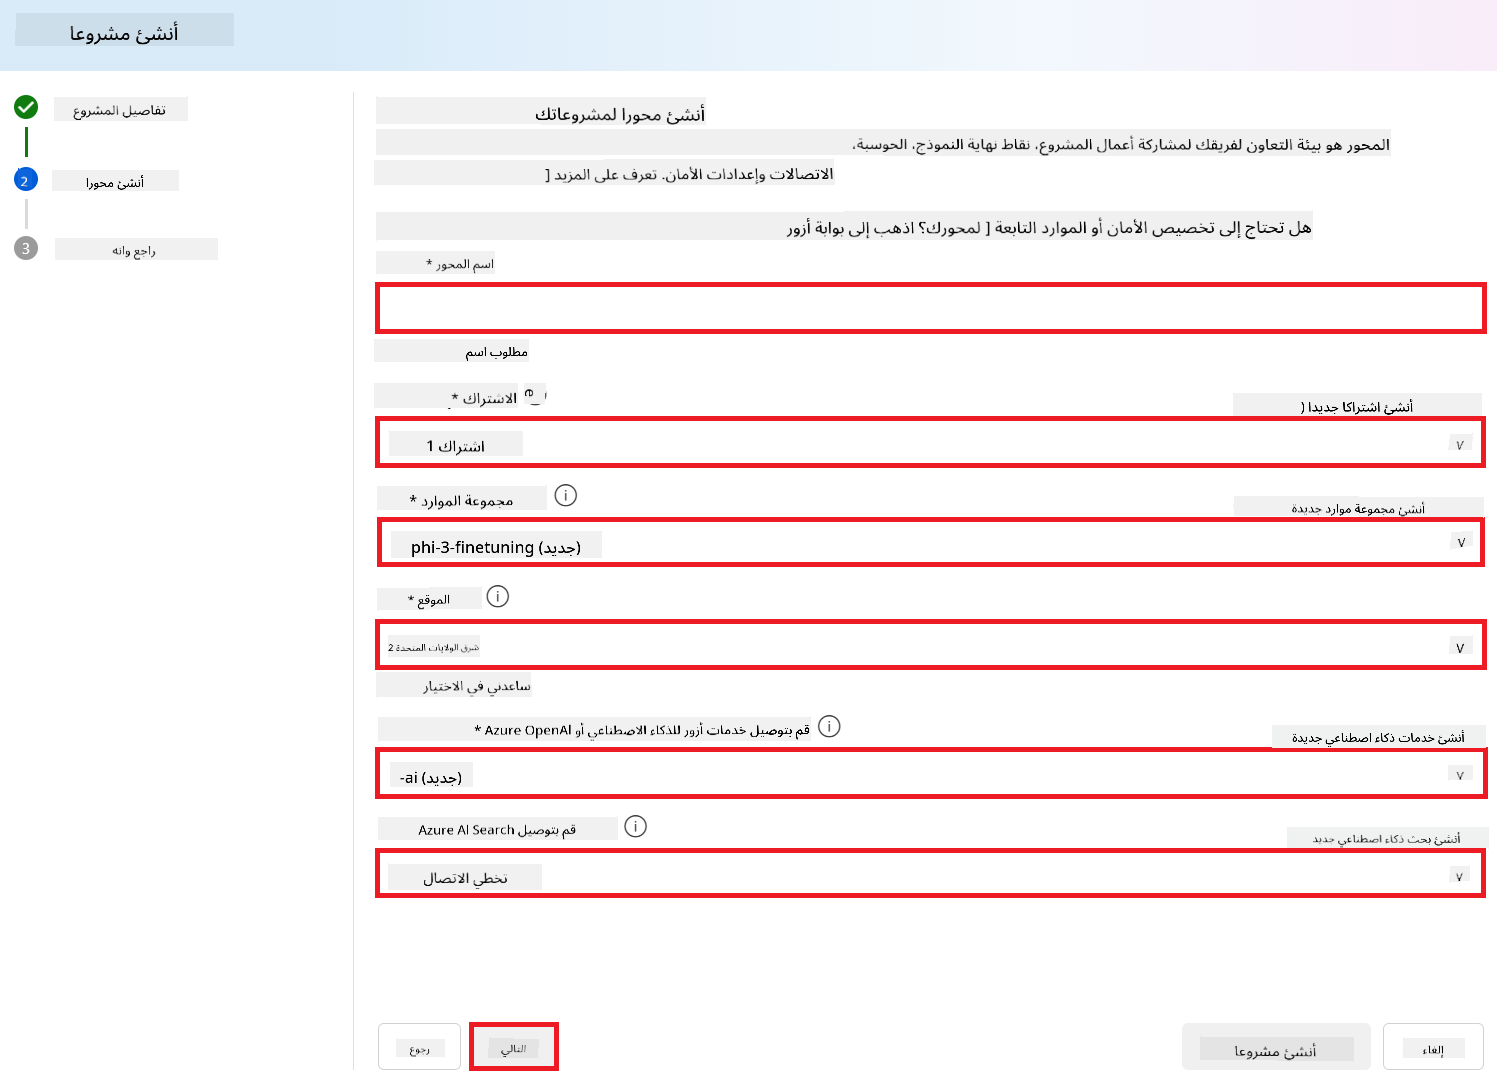 أنشئ مشروعا
تفاصيل المشروع
2
أنشئ محورا
3
راجع وانه
أنشئ محورا لمشروعاتك
المحور هو بيئة التعاون لفريقك لمشاركة أعمال المشروع، نقاط نهاية النموذج، الحوسبة،
الاتصالات وإعدادات الأمان. تعرف على المزيد [
هل تحتاج إلى تخصيص الأمان أو الموارد التابعة [ لمحورك؟ اذهب إلى بوابة أزور
اسم المحور *
مطلوب اسم
الاشتراك *
أنشئ اشتراكا جديدا (
اشتراك 1
مجموعة الموارد *
أنشئ مجموعة موارد جديدة
phi-3-finetuning (جديد)
الموقع *
شرق الولايات المتحدة 2
ساعدني في الاختيار
قم بتوصيل خدمات أزور للذكاء الاصطناعي أو Azure OpenAI *
أنشئ خدمات ذكاء اصطناعي جديدة
-ai (جديد)
قم بتوصيل Azure AI Search
أنشئ بحث ذكاء اصطناعي جديد
تخطي الاتصال
رجوع
التالي
أنشئ مشروعا
إلغاء